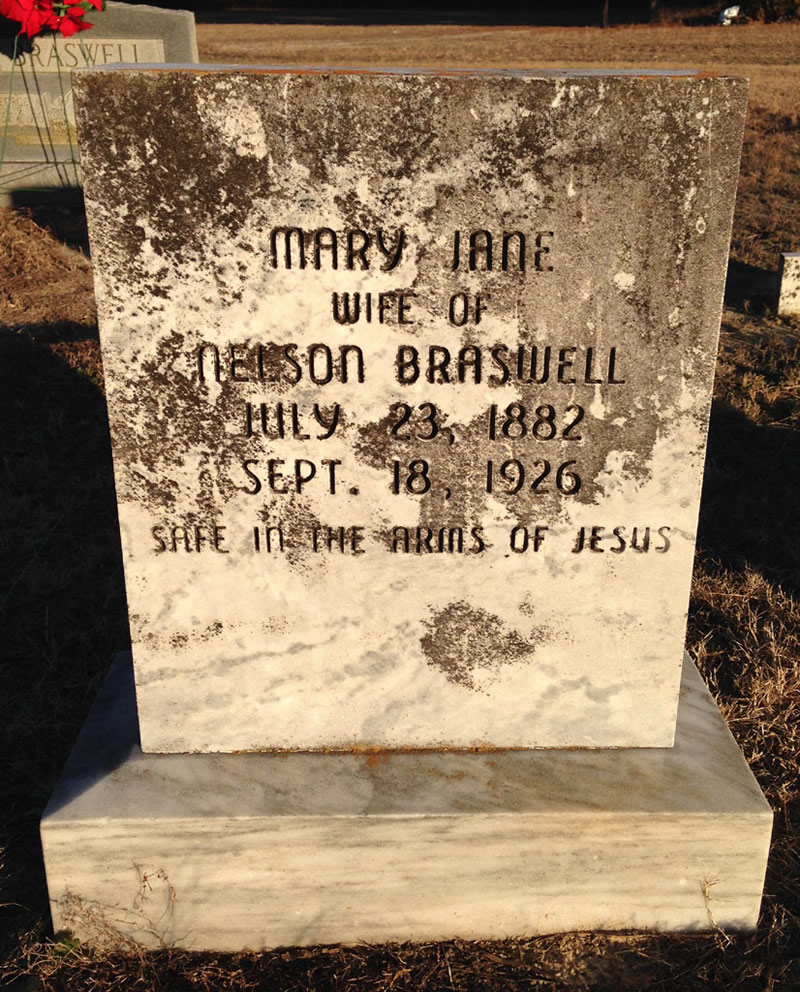 BRASWELL
MARY JANE
WIFE OF
NELSON BRASWELL
JULY 23, 1882
SEPT. 18, 1926
SAFE IN THE ARMS OF JESUS